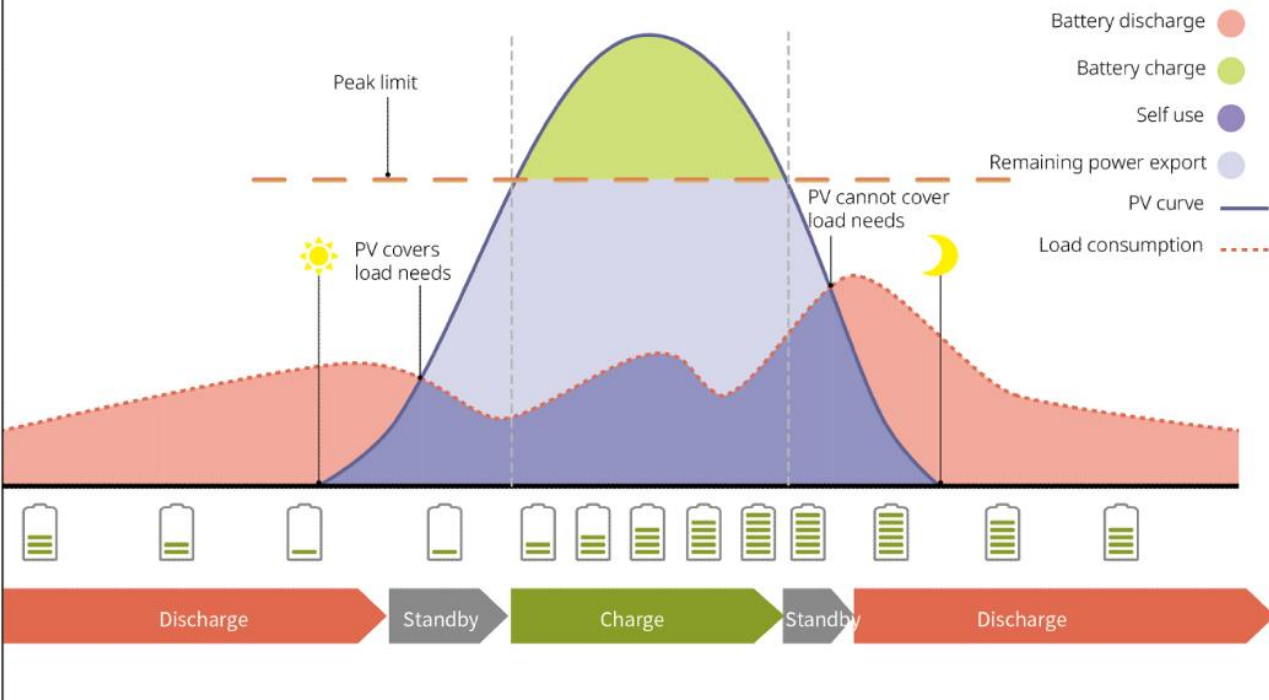 Battery discharge
Battery charge
Self use
Remaining power export
PV curve
Load consumption
Peak limit
PV covers
load needs
PV cannot cover
load needs
Discharge
Standby
Charge
Standby
Discharge